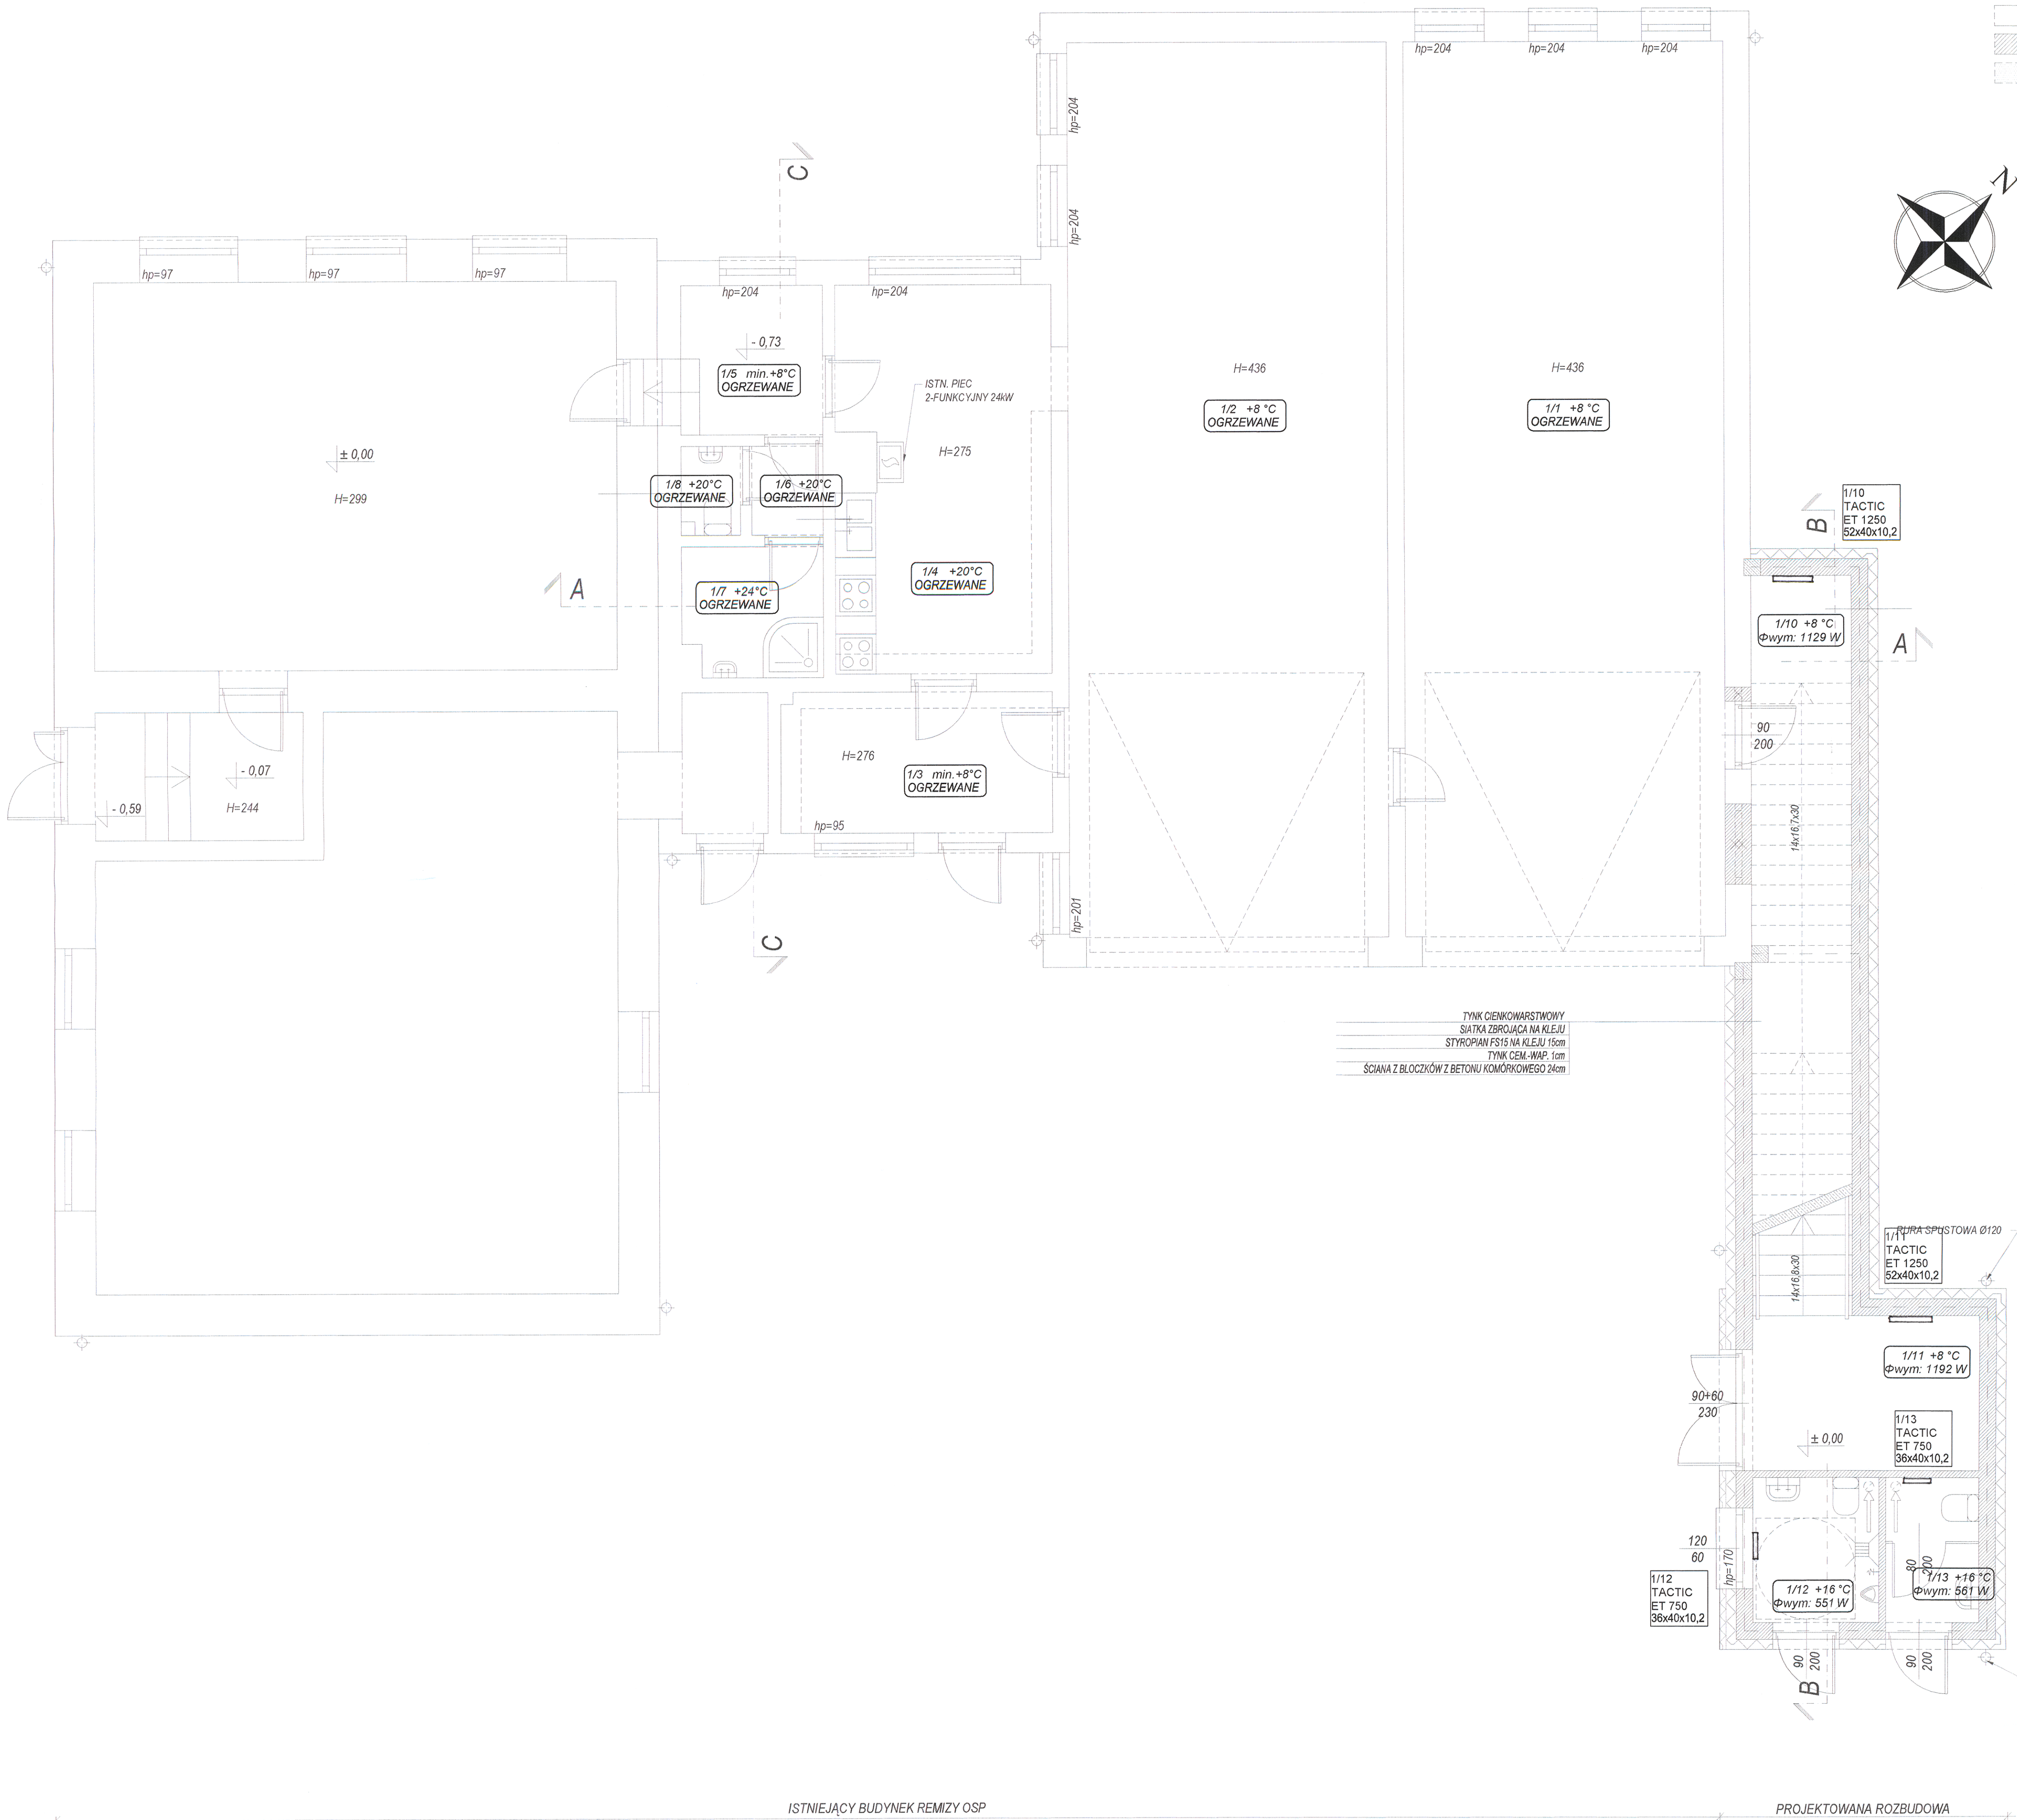 hp=204
hp=204
hp=204
hp=204
hp=204
N
C
hp=97
hp=97
hp=97
hp=204
hp=204
- 0,73
1/5 min.+8°C
OGRZEWANE
ISTN. PIEC
2-FUNKCYJNY 24kW
H=436
1/2 +8 °C
OGRZEWANE
H=436
1/1 +8 °C
OGRZEWANE
± 0,00
H=299
H=275
1/8 +20°C
OGRZEWANE
1/6 +20°C
OGRZEWANE
B
1/10
TACTIC
ET 1250
52x40x10,2
A
1/7 +24°C
OGRZEWANE
1/4 +20°C
OGRZEWANE
1/10 +8 °C
Φwym: 1129 W
A
90
200
- 0,07
- 0,59
H=244
H=276
1/3 min.+8°C
OGRZEWANE
hp=95
14x16,7x30
hp=201
C
TYNK CIENKOWARSTWOWY
SIATKA ZBROJĄCA NA KLEJU
STYROPIAN FS15 NA KLEJU 15cm
TYNK CEM.-WAP. 1cm
ŚCIANA Z BLOCZKÓW Z BETONU KOMÓRKOWEGO 24cm
RURA SPUSTOWA Ø120
1/11
TACTIC
ET 1250
52x40x10,2
14x16,8x30
1/11 +8 °C
Φwym: 1192 W
90+60
230
± 0,00
1/13
TACTIC
ET 750
36x40x10,2
120
60
hp=170
80
200
1/12
TACTIC
ET 750
36x40x10,2
1/12 +16 °C
Φwym: 551 W
1/13 +16 °C
Φwym: 561 W
90
200
90
200
B
ISTNIEJĄCY BUDYNEK REMIZY OSP
PROJEKTOWANA ROZBUDOWA